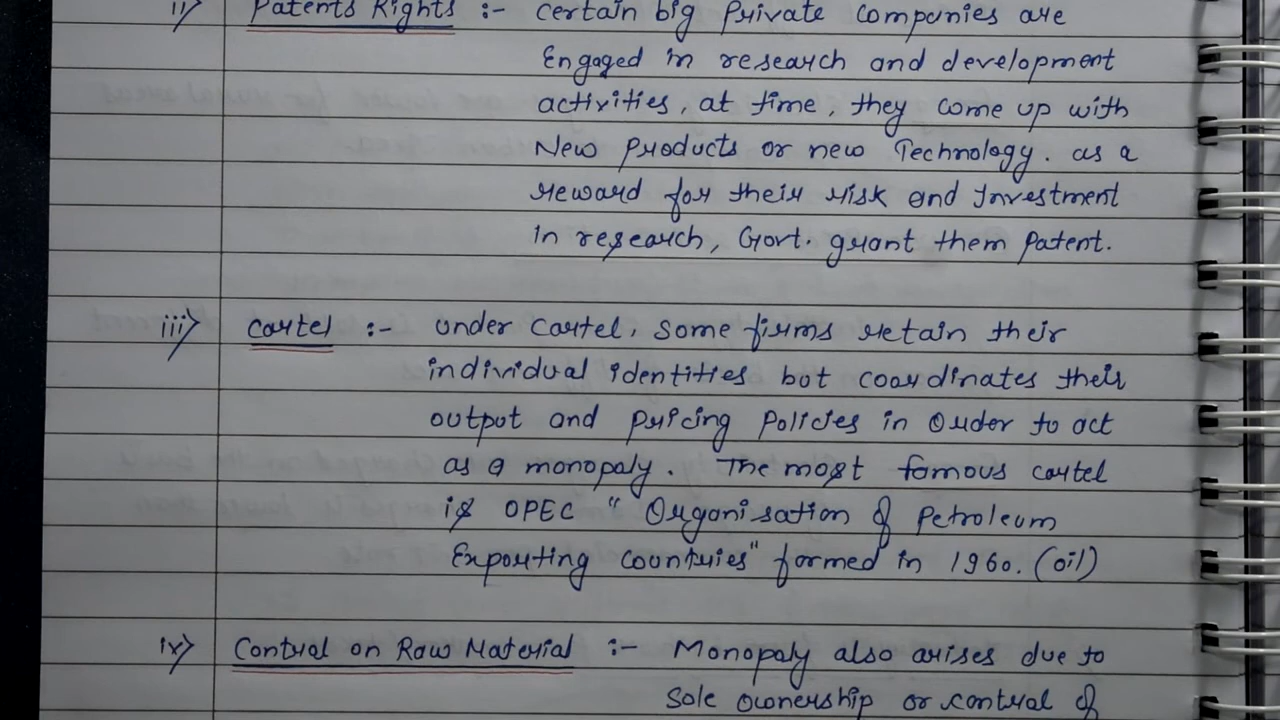 ii) Patents Rights :- Certain big Private Companies are
Engaged in research and development
activities, at time, they come up with
New Products or new Technology. as a
reward for their risk and Investment
in research, Govt. grant them Patent.
iii) Cartel :- Under Cartel, some firms retain their
individual identities but coordinates their
output and pricing policies in Order to act
as a monopaly. The most famous cartel
is OPEC "Organisation of Petroleum
Exporting Countries" formed in 1960. (oil)
iv) Control on Raw Material :- Monopaly also arises due to
Sole ownership or control of